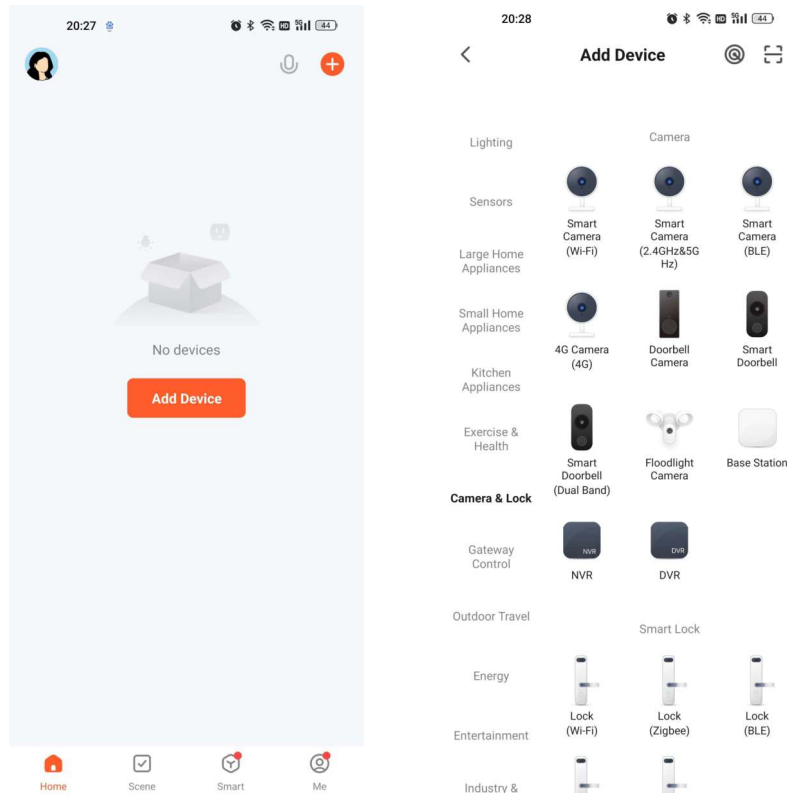 20:27
HD 5G 44
No devices
Add Device
Home Scene Smart Me
20:28
HD 5G 44
Add Device
Lighting
Sensors
Large Home
Appliances
Small Home
Appliances
Kitchen
Appliances
Exercise &
Health
Camera & Lock
Gateway
Control
Outdoor Travel
Energy
Entertainment
Industry &
Camera
Smart
Camera
(Wi-Fi)
Smart
Camera
(2.4GHz&5G
Hz)
Smart
Camera
(BLE)
4G Camera
(4G)
Doorbell
Camera
Smart
Doorbell
Smart
Doorbell
(Dual Band)
Floodlight
Camera
Base Station
NVR
NVR
DVR
DVR
Smart Lock
Lock
(Wi-Fi)
Lock
(Zigbee)
Lock
(BLE)